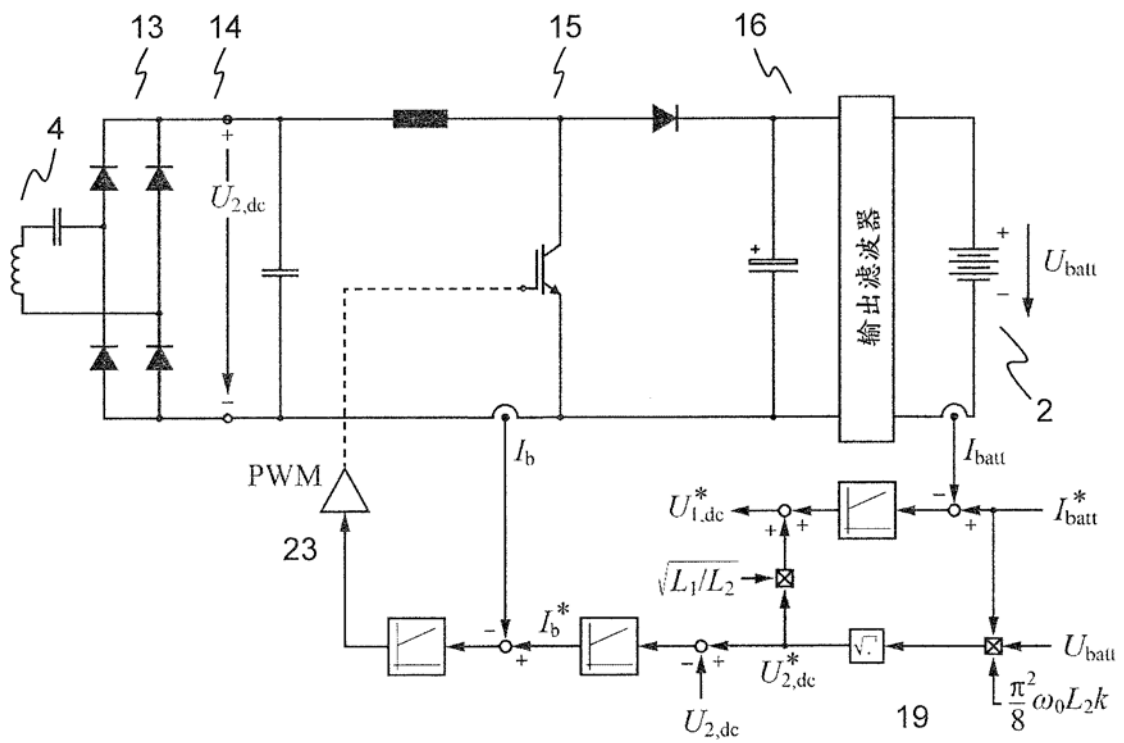 13
14
15
16
4
+
U2,dc
-
+
输出滤波器
+
-
Ubatt
2
Ib
Ibatt
PWM
23
U*1,dc
+
+
-
+
I*batt
√L1/L2
-
Ib*
+
-
+
U*2,dc
√·
Ubatt
U2,dc
19
π²/8 ω0L2k